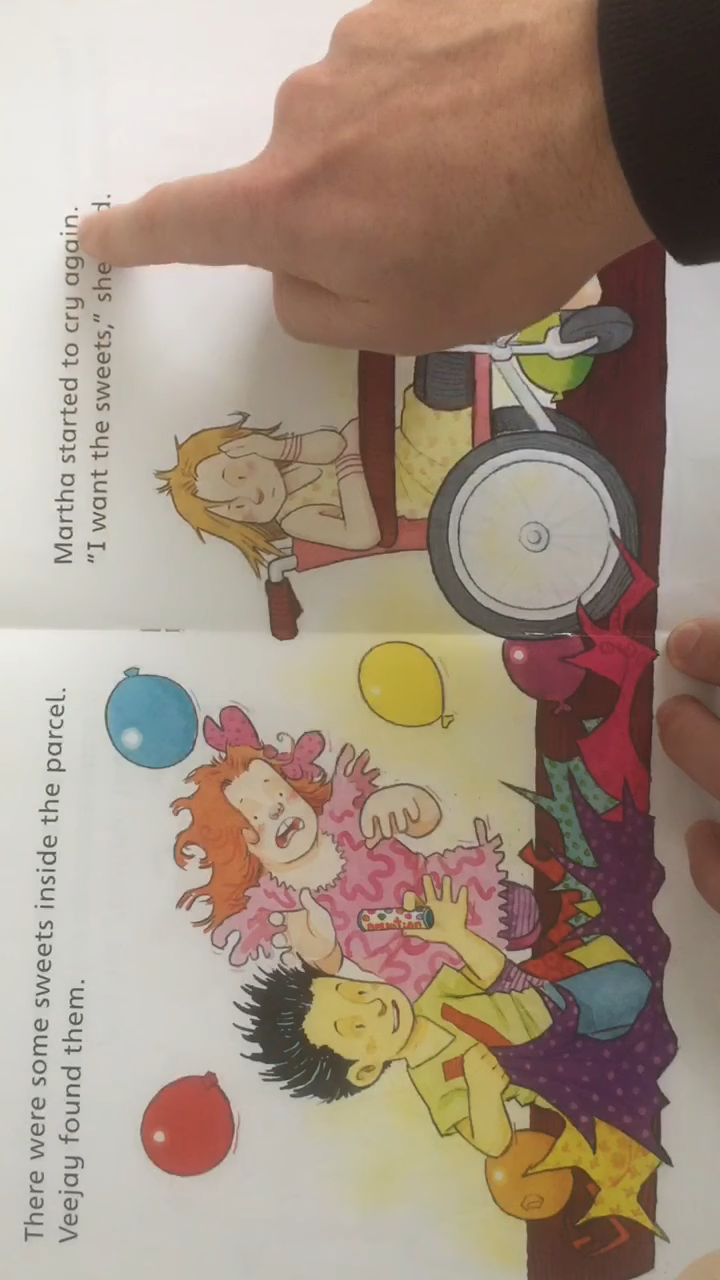 There were some sweets inside the parcel.
Veejay found them.
Martha started to cry again.
"I want the sweets," she